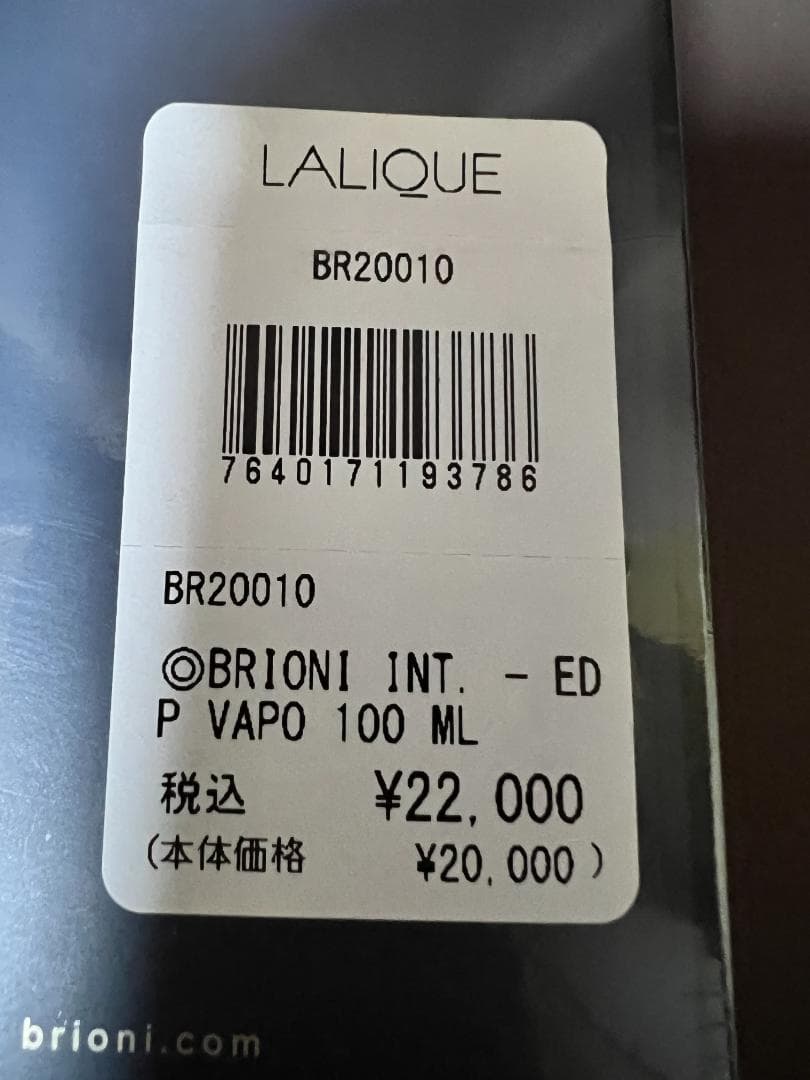 LALIQUE
BR20010
7640171193786
BR20010
◎BRIONI INT. - ED
P VAPO 100 ML
税込 ¥22,000
(本体価格 ¥20,000)
brioni.com